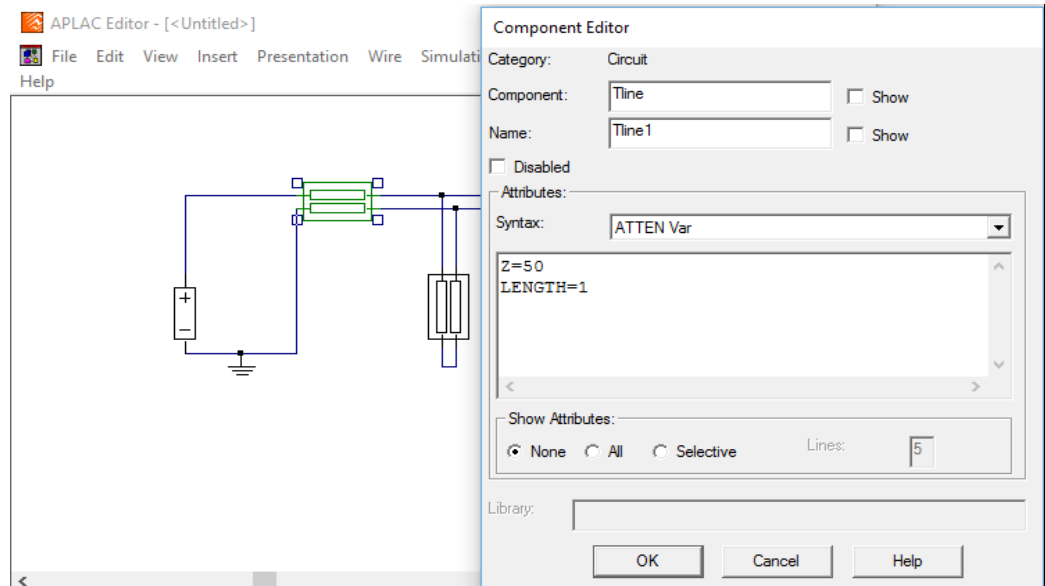 APLAC Editor - [<Untitled>]
File Edit View Insert Presentation Wire Simulati
Help
Component Editor
Category: Circuit
Component: Tline Show
Name: Tline1 Show
Disabled
Attributes:
Syntax: ATTEN Var
Z=50
LENGTH=1
Show Attributes:
None All Selective Lines: 5
Library:
OK Cancel Help